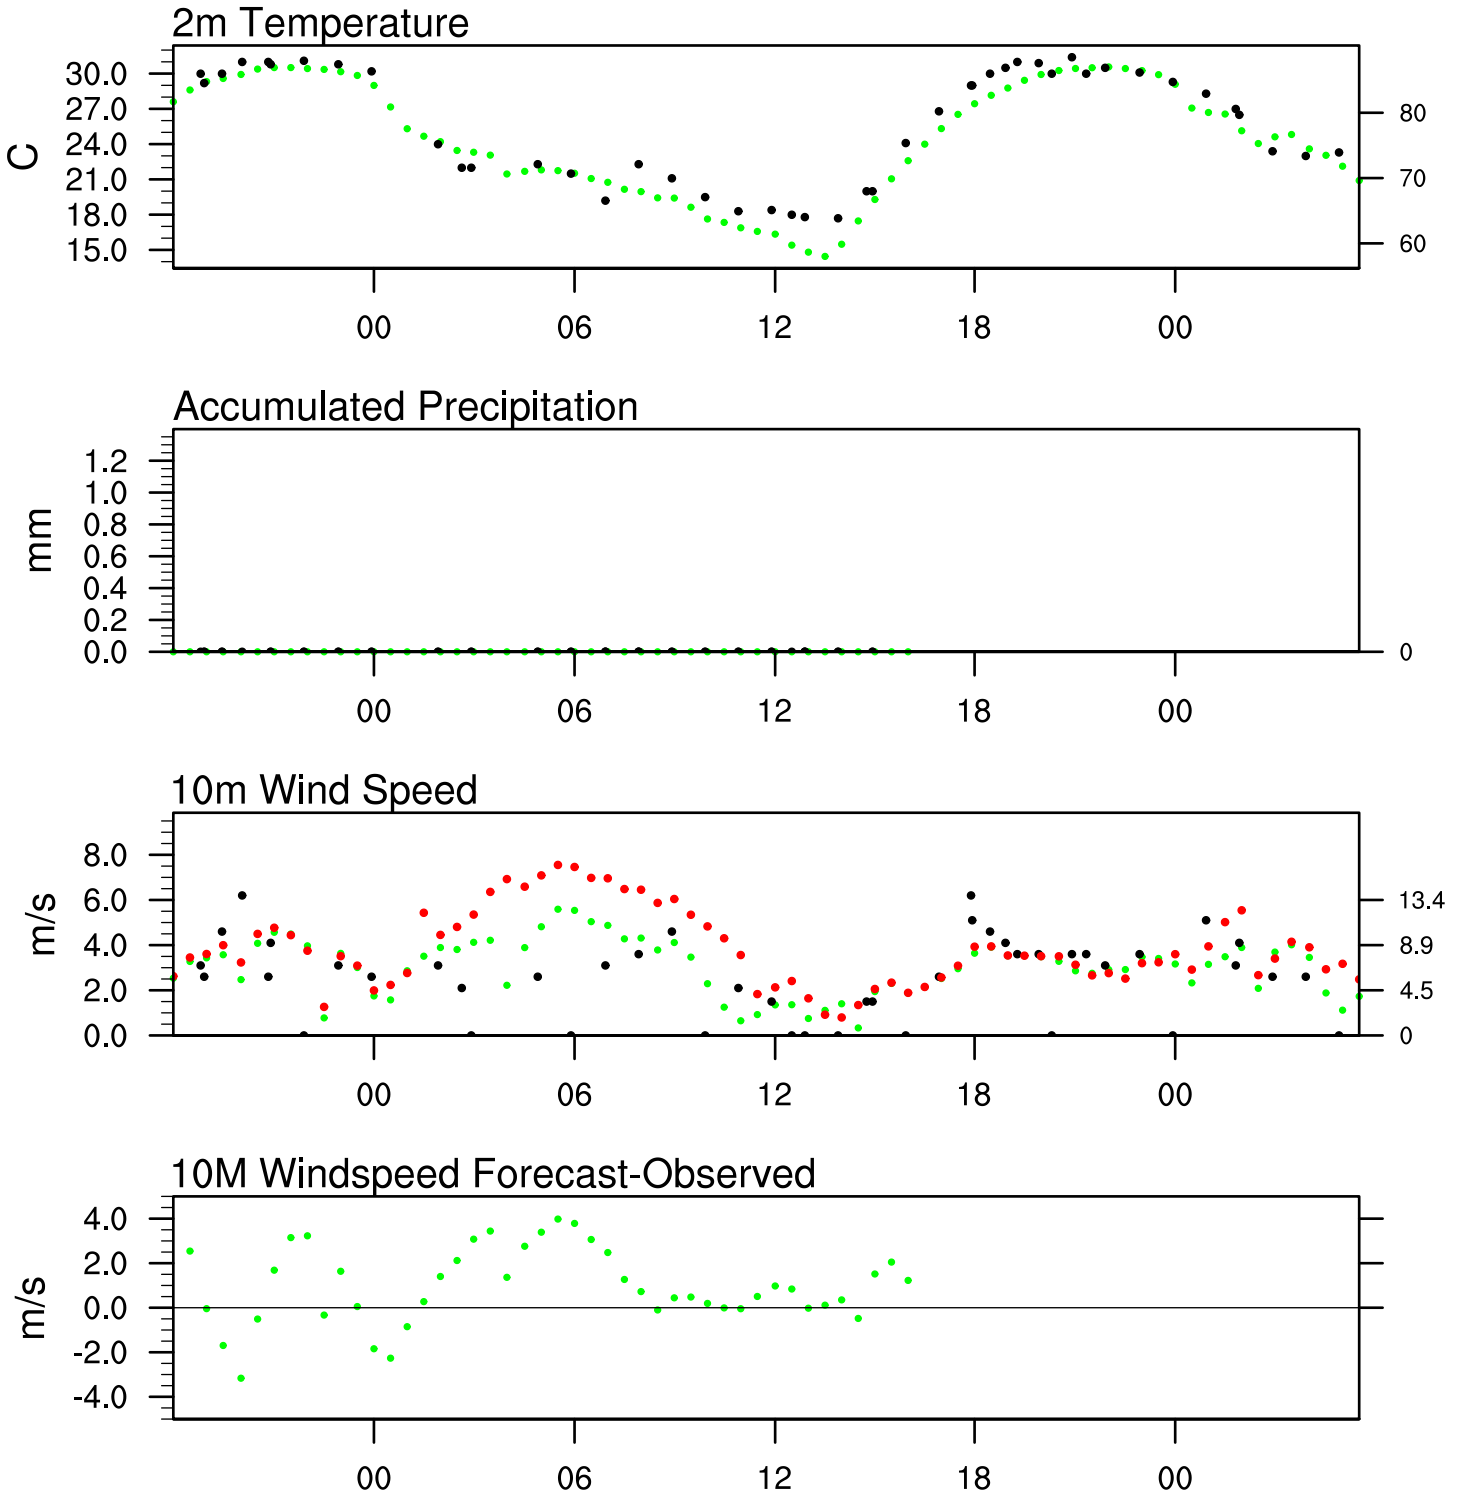 2m Temperature
30.0
27.0
24.0
21.0
18.0
15.0
C
80
70
60
00 06 12 18 00
Accumulated Precipitation
1.2
1.0
0.8
0.6
0.4
0.2
0.0
mm
0
00 06 12 18 00
10m Wind Speed
8.0
6.0
4.0
2.0
0.0
m/s
13.4
8.9
4.5
0
00 06 12 18 00
10M Windspeed Forecast-Observed
4.0
2.0
0.0
-2.0
-4.0
m/s
00 06 12 18 00